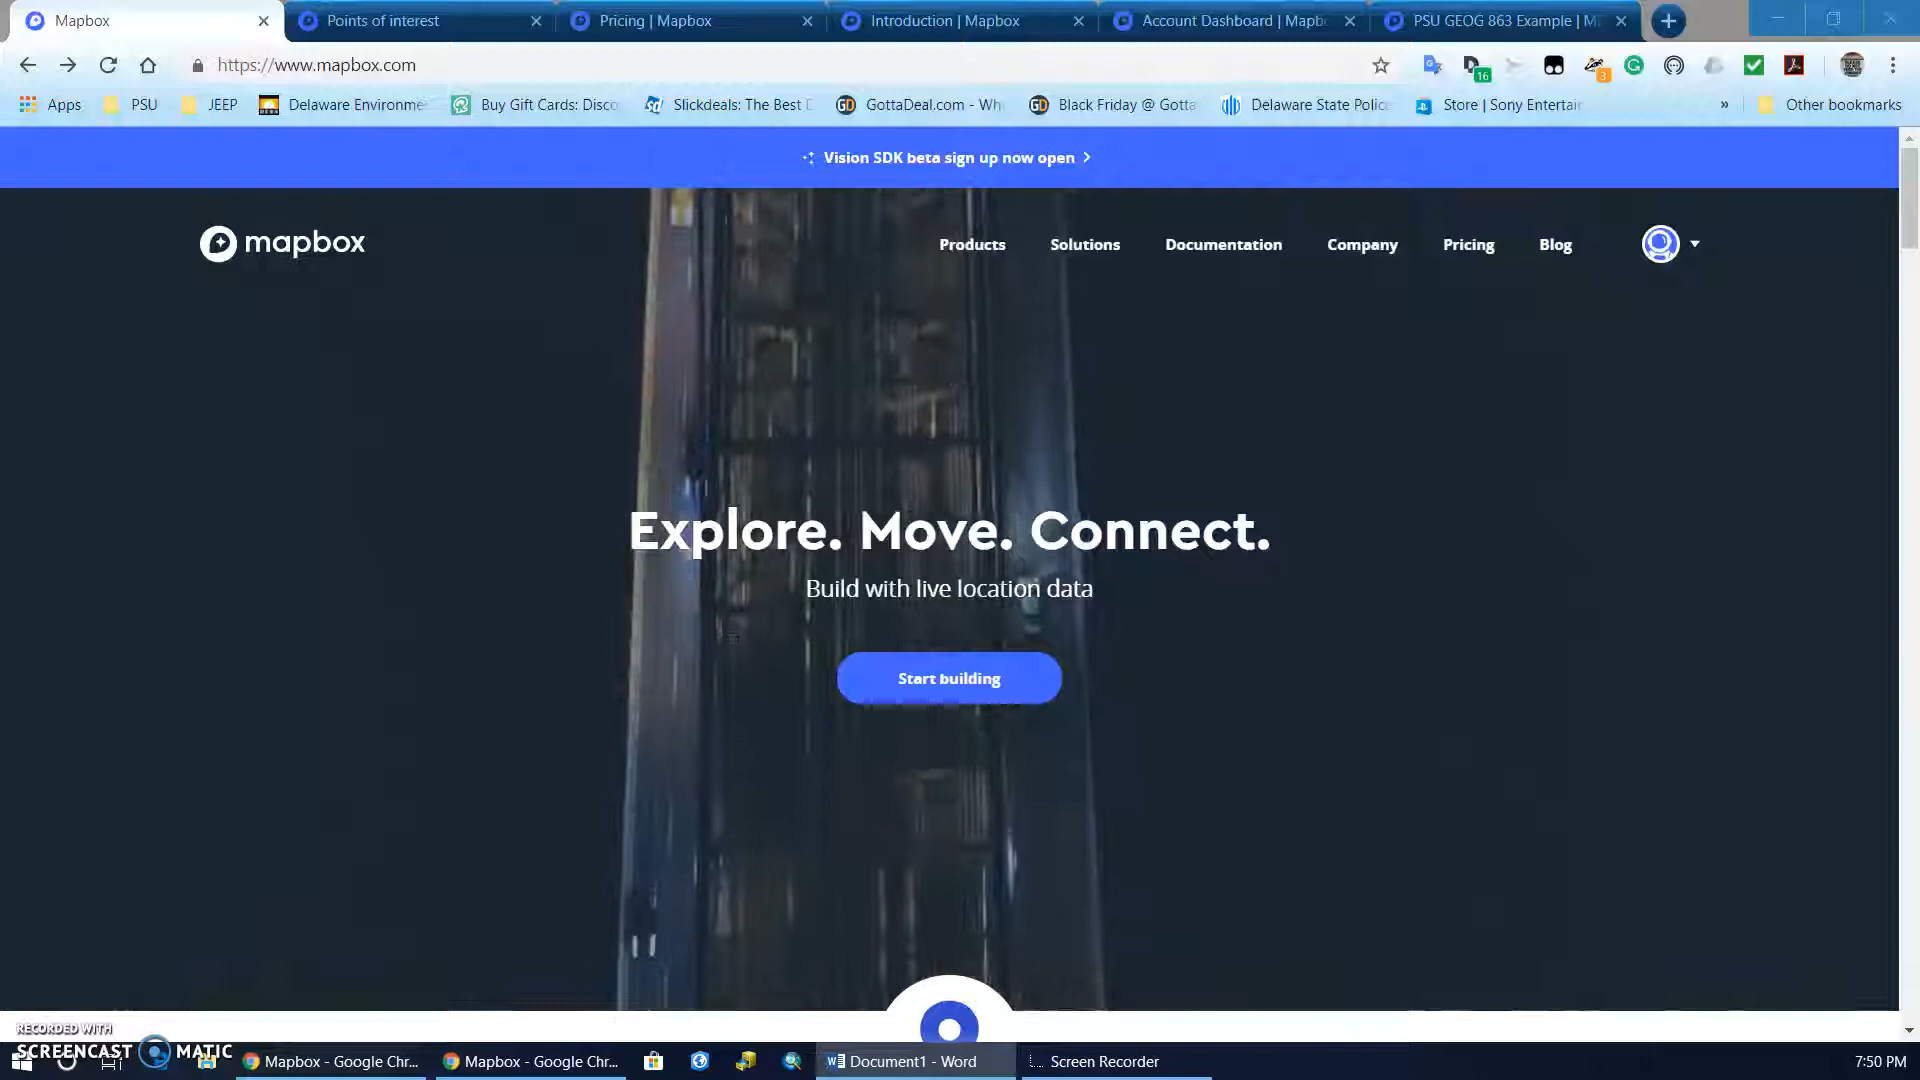 Mapbox
Points of interest
Pricing | Mapbox
Introduction | Mapbox
Account Dashboard | Mapb
PSU GEOG 863 Example | M
https://www.mapbox.com
16
3
Apps
PSU
JEEP
Delaware Environme
Buy Gift Cards: Disco
Slickdeals: The Best D
GottaDeal.com - Wh
Black Friday @ Gotta
Delaware State Police
Store | Sony Entertain
»
Other bookmarks
Vision SDK beta sign up now open
mapbox
Products
Solutions
Documentation
Company
Pricing
Blog
Explore. Move. Connect.
Build with live location data
Start building
RECORDED WITH
SCREENCAST MATIC
Mapbox - Google Chr...
Mapbox - Google Chr...
Document1 - Word
Screen Recorder
7:50 PM